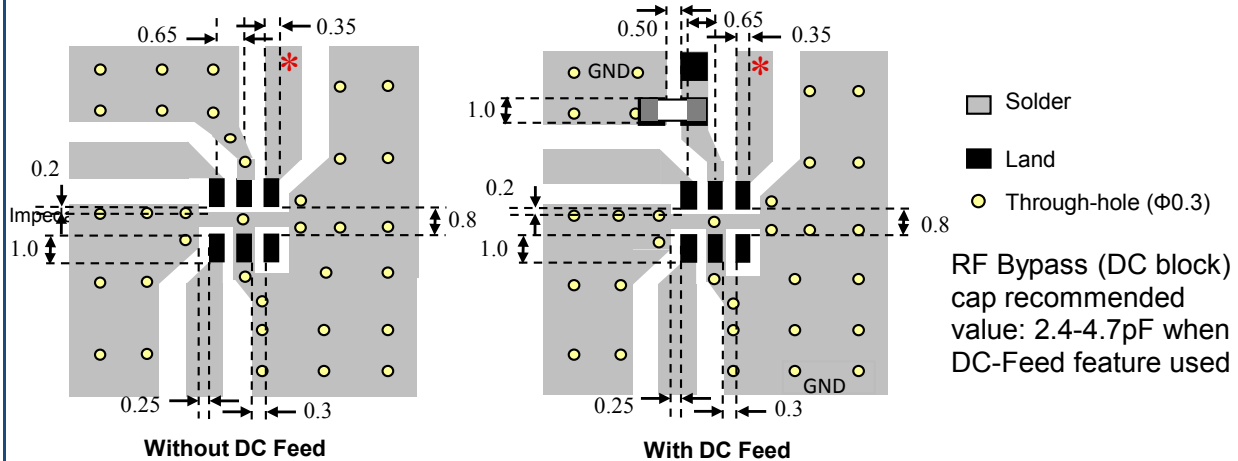 0.65
0.35
0.2
Imped
1.0
0.8
0.25
0.3
Without DC Feed
0.50
0.65
0.35
GND
1.0
0.2
1.0
0.8
GND
0.25
0.3
With DC Feed
Solder
Land
Through-hole (Φ0.3)
RF Bypass (DC block)
cap recommended
value: 2.4-4.7pF when
DC-Feed feature used